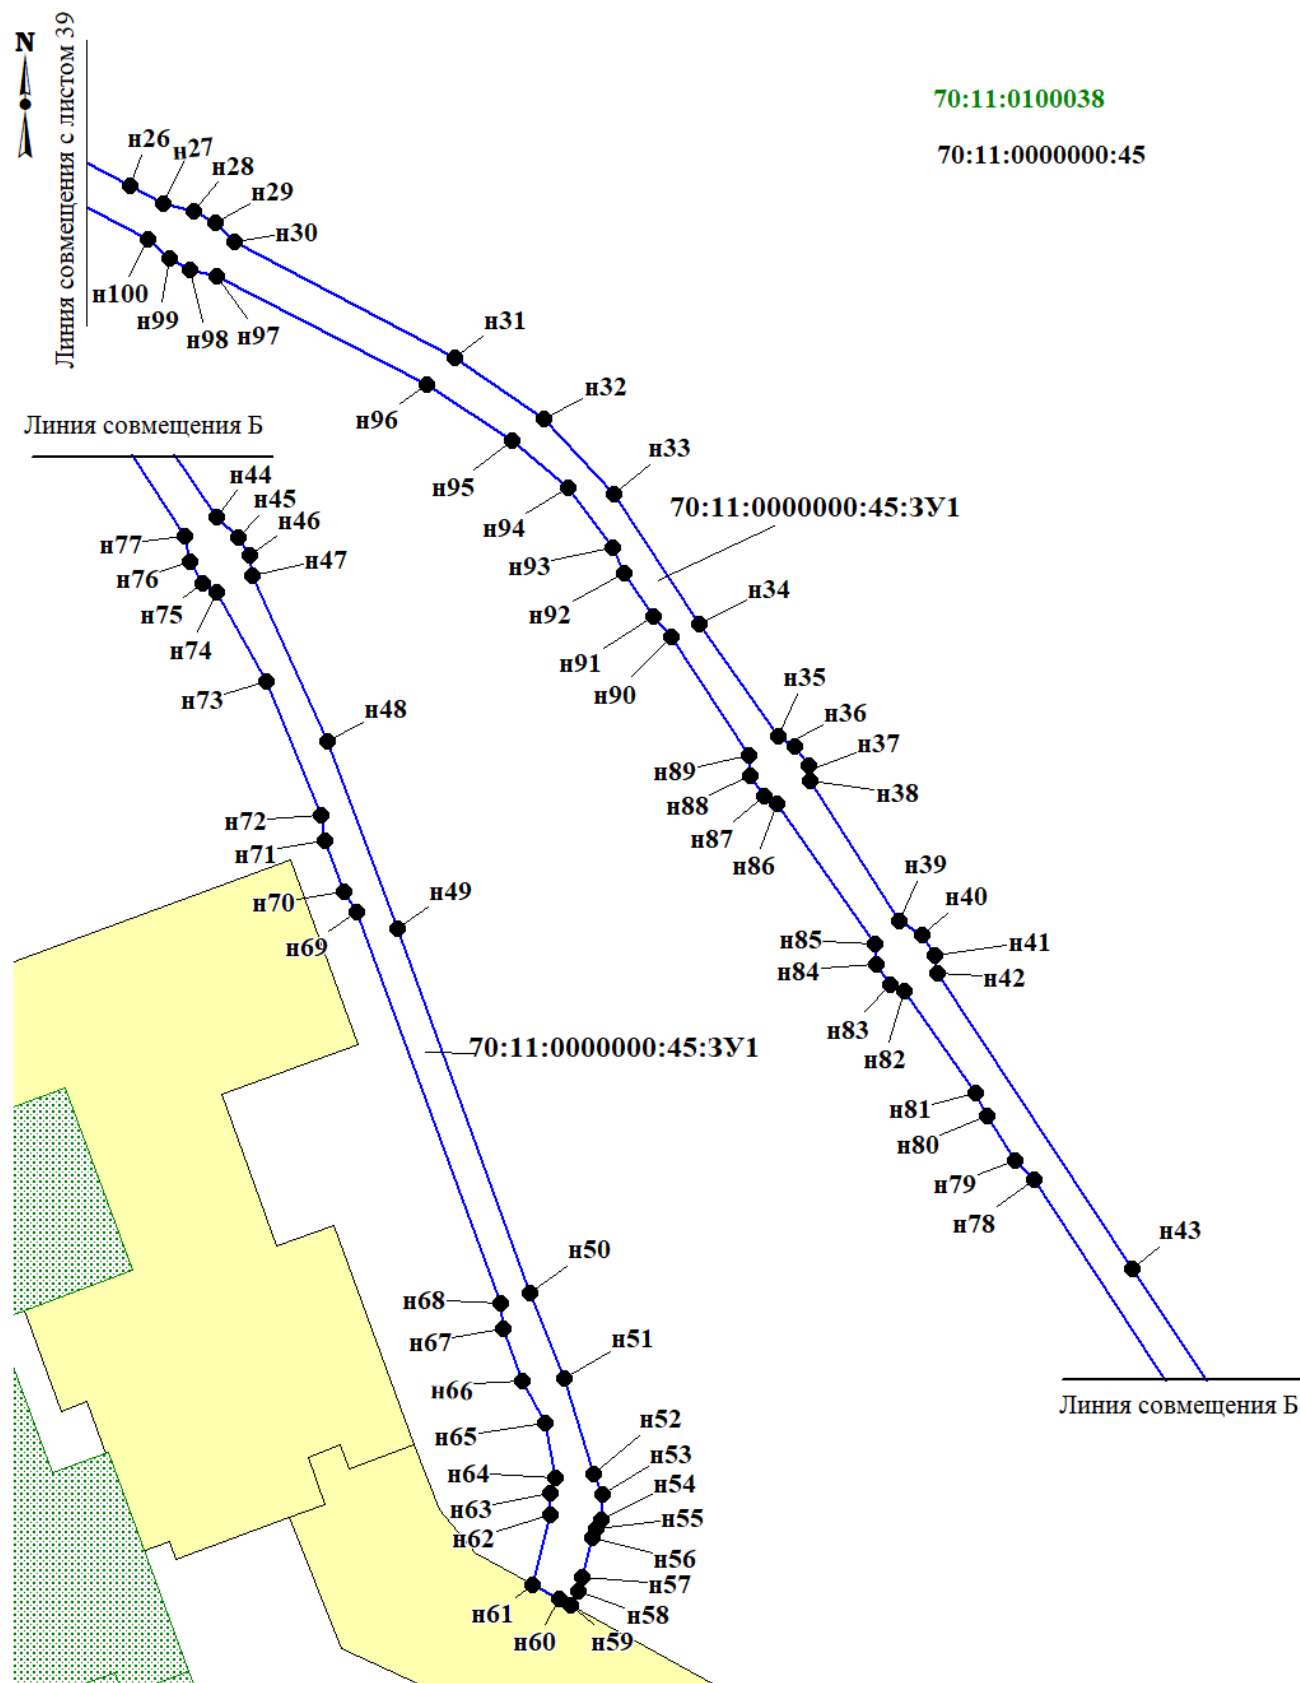 N
Линия совмещения с листом 39
70:11:0100038
70:11:0000000:45
н26
н27
н28
н29
н30
н100
н99
н98
н97
н31
н96
н32
Линия совмещения Б
н95
н33
н44
н45
н46
н47
70:11:0000000:45:ЗУ1
н94
н93
н77
н76
н75
н74
н92
н34
н91
н90
н73
н35
н36
н37
н38
н48
н89
н88
н87
н86
н72
н71
н70
н69
н49
н39
н40
н41
н42
н85
н84
н83
н82
70:11:0000000:45:ЗУ1
н81
н80
н79
н78
н43
н50
н68
н67
н51
н66
Линия совмещения Б
н65
н52
н53
н64
н54
н63
н55
н62
н56
н57
н61
н58
н60
н59